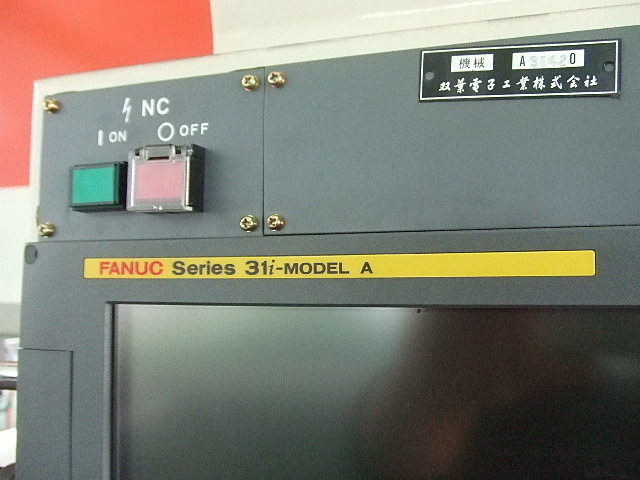 機械 A31420
双葉電子工業株式会社
NC
I ON O OFF
FANUC Series 31i-MODEL A